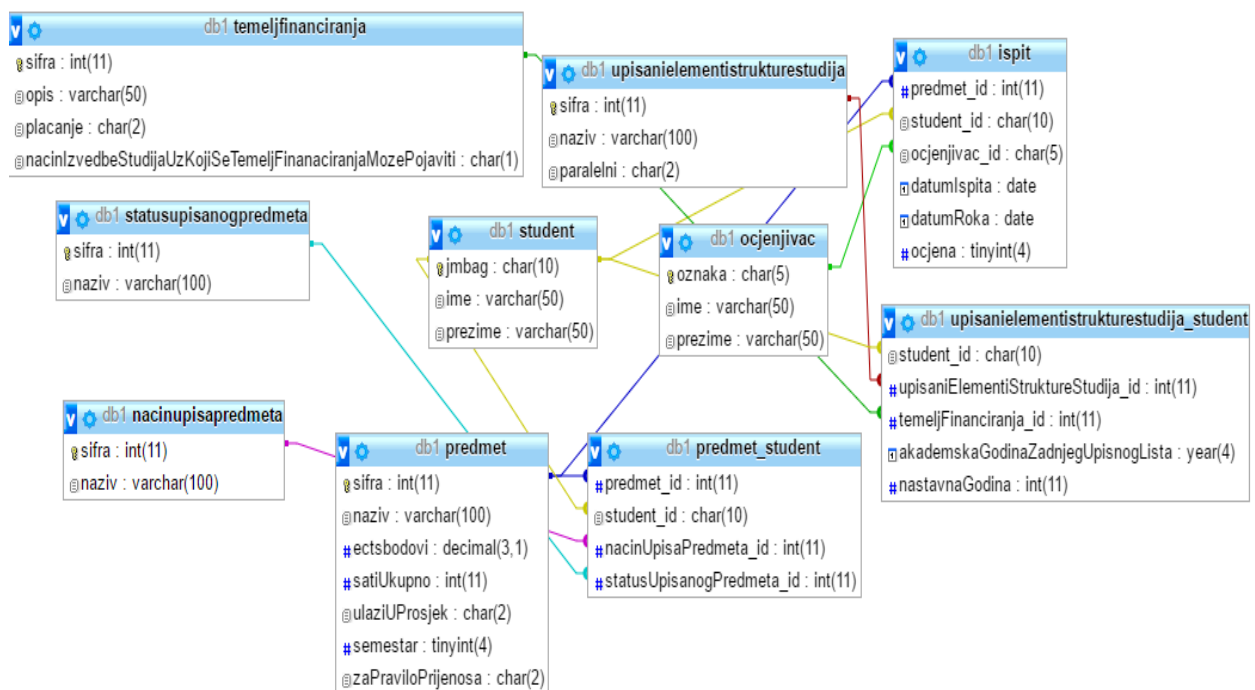 db1 temeljfinanciranja
sifra : int(11)
opis : varchar(50)
placanje : char(2)
nacinIzvedbeStudijaUzKojiSeTemeljFinanaciranjaMozePojaviti : char(1)
db1 upisanielementistrukturestudija
sifra : int(11)
naziv : varchar(100)
paralelni : char(2)
db1 ispit
predmet_id : int(11)
student_id : char(10)
ocjenjivac_id : char(5)
datumIspita : date
datumRoka : date
ocjena : tinyint(4)
db1 statusupisanogpredmeta
sifra : int(11)
naziv : varchar(100)
db1 student
jmbag : char(10)
ime : varchar(50)
prezime : varchar(50)
db1 ocjenjivac
oznaka : char(5)
ime : varchar(50)
prezime : varchar(50)
db1 upisanielementistrukturestudija_student
student_id : char(10)
upisaniElementiStruktureStudija_id : int(11)
temeljFinanciranja_id : int(11)
akademskaGodinaZadnjegUpisnogLista : year(4)
nastavnaGodina : int(11)
db1 nacinupisapredmeta
sifra : int(11)
naziv : varchar(100)
db1 predmet
sifra : int(11)
naziv : varchar(100)
ectsbodovi : decimal(3,1)
satiUkupno : int(11)
ulaziUProsjek : char(2)
semestar : tinyint(4)
zaPraviloPrijenosa : char(2)
db1 predmet_student
predmet_id : int(11)
student_id : char(10)
nacinUpisaPredmeta_id : int(11)
statusUpisanogPredmeta_id : int(11)